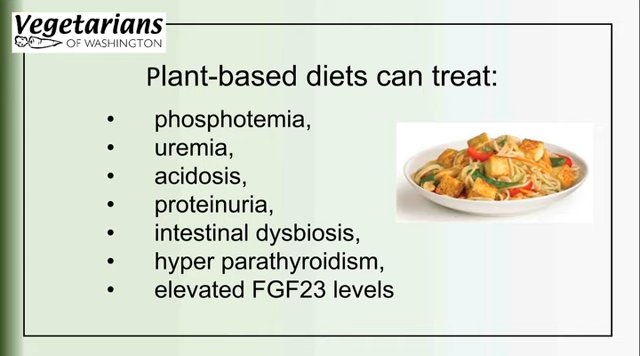 Vegetarians
OF WASHINGTON
Plant-based diets can treat:
• phosphotemia,
• uremia,
• acidosis,
• proteinuria,
• intestinal dysbiosis,
• hyper parathyroidism,
• elevated FGF23 levels